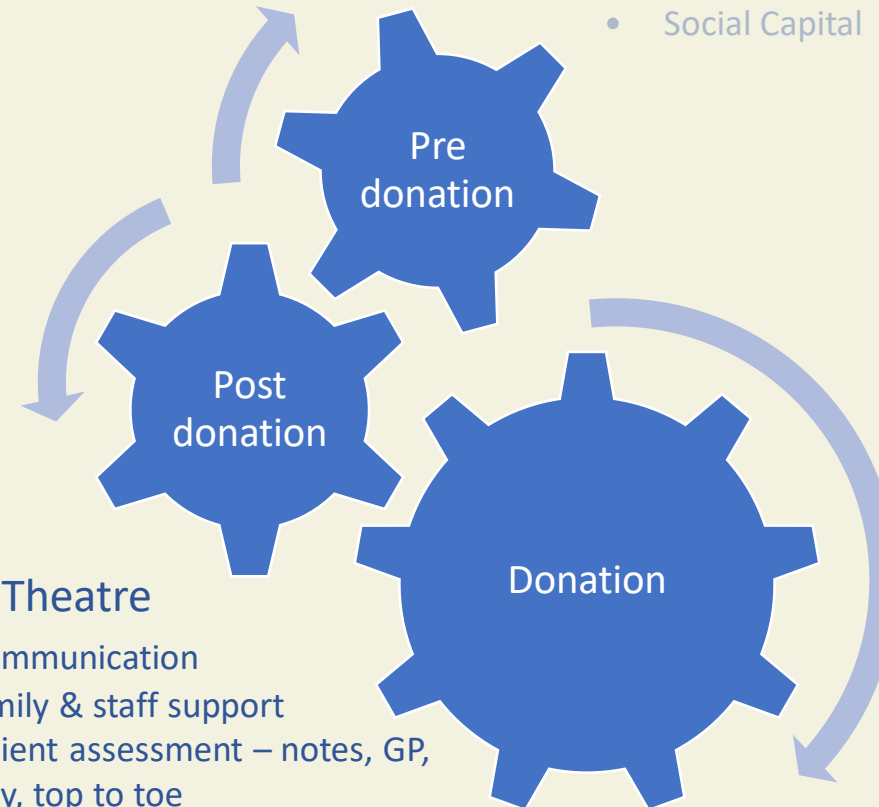 • Social Capital
Pre
donation
Post
donation
Donation
Theatre
mmunication
mily & staff support
ient assessment – notes, GP,
y, top to toe